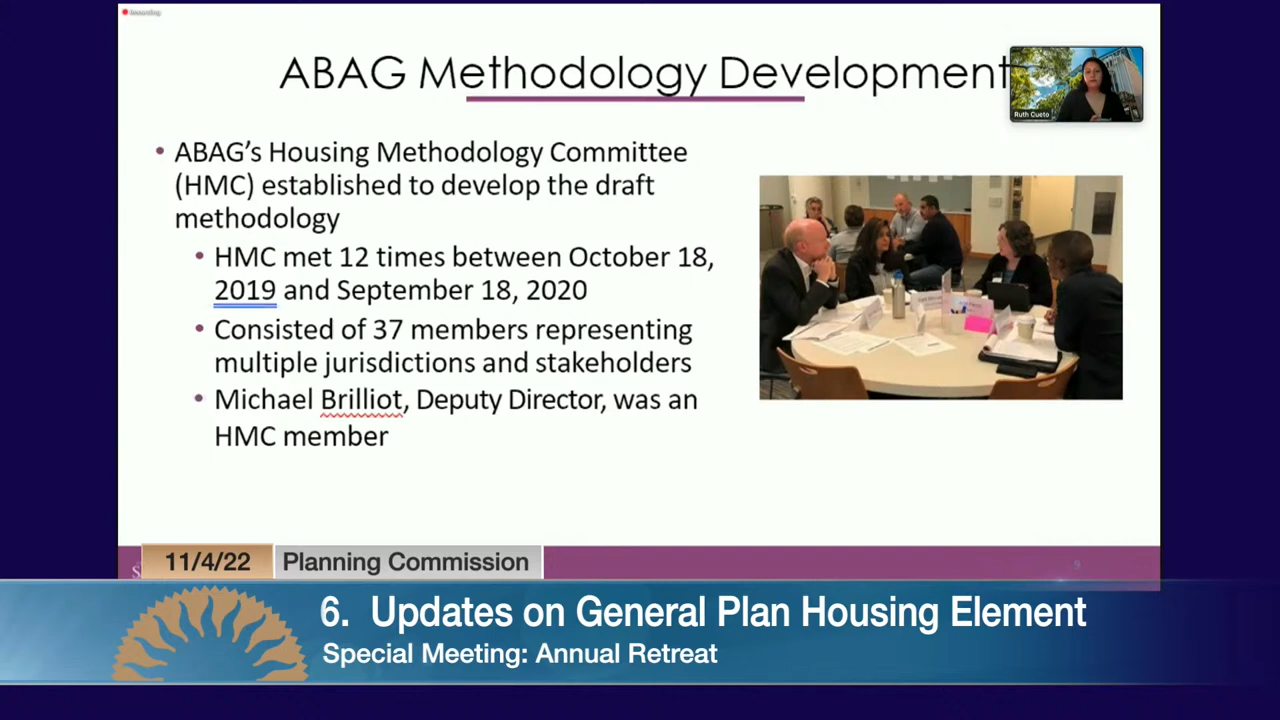 Recording
ABAG Methodology Development
Ruth Cueto
• ABAG's Housing Methodology Committee
(HMC) established to develop the draft
methodology
• HMC met 12 times between October 18,
2019 and September 18, 2020
• Consisted of 37 members representing
multiple jurisdictions and stakeholders
• Michael Brilliot, Deputy Director, was an
HMC member
9
11/4/22
Planning Commission
6. Updates on General Plan Housing Element
Special Meeting: Annual Retreat